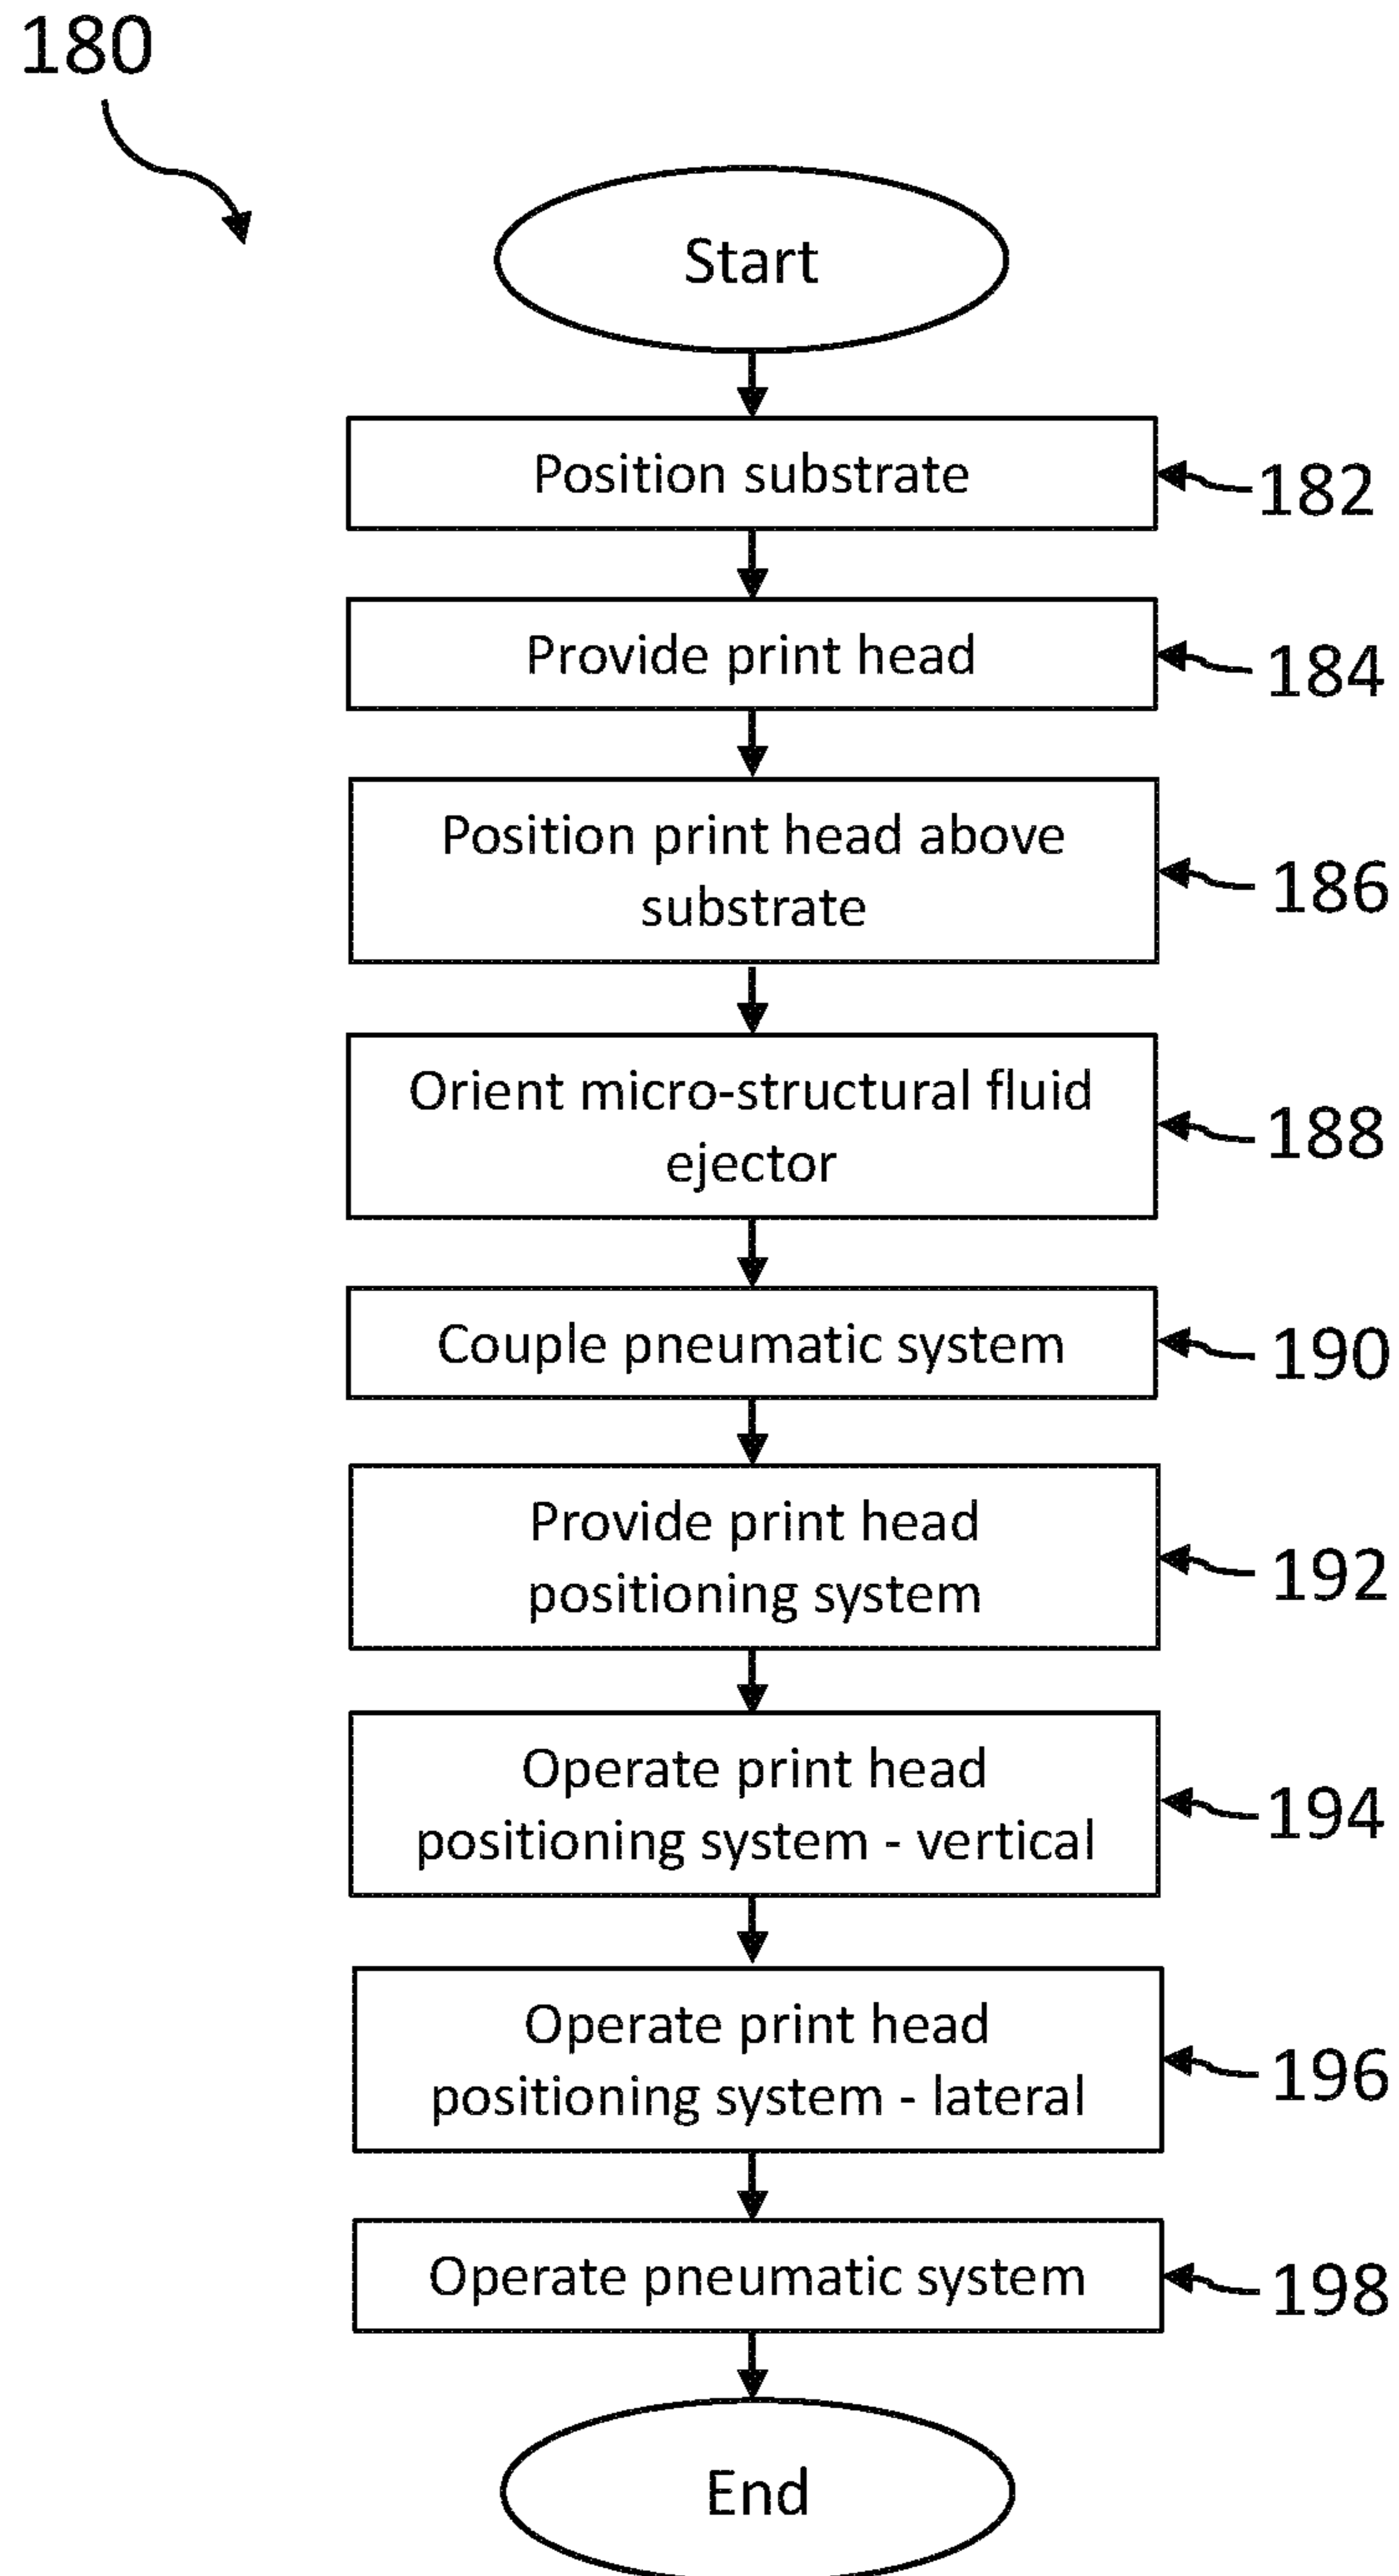 180
Start
Position substrate
182
Provide print head
184
Position print head above
substrate
186
Orient micro-structural fluid
ejector
188
Couple pneumatic system
190
Provide print head
positioning system
192
Operate print head
positioning system - vertical
194
Operate print head
positioning system - lateral
196
Operate pneumatic system
198
End